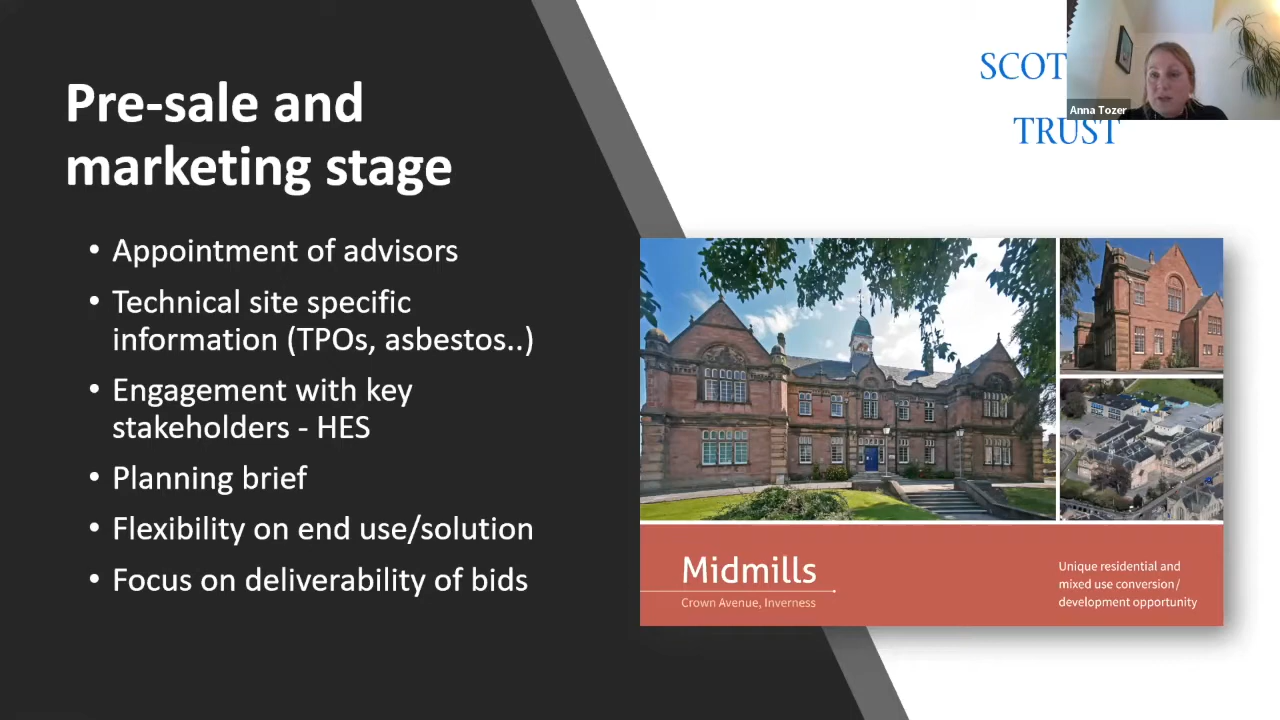 Pre-sale and
marketing stage
• Appointment of advisors
• Technical site specific
information (TPOs, asbestos..)
• Engagement with key
stakeholders - HES
• Planning brief
• Flexibility on end use/solution
• Focus on deliverability of bids
TRUST
Anna Tozer
Midmills
Crown Avenue, Inverness
Unique residential and
mixed use conversion/
development opportunity